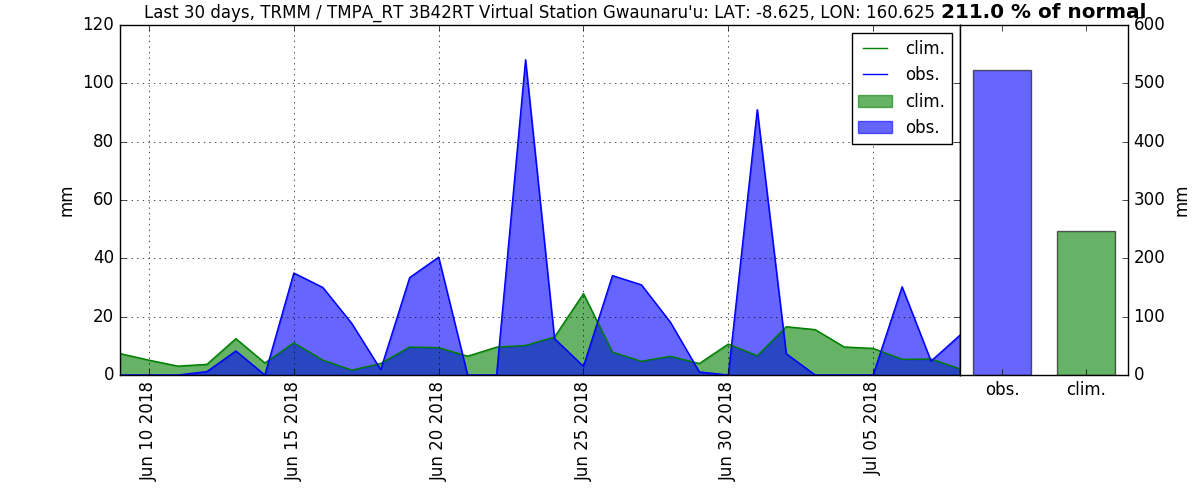 Last 30 days, TRMM / TMPA_RT 3B42RT Virtual Station Gwaunaru'u: LAT: -8.625, LON: 160.625 211.0 % of normal
120
100
80
60
40
20
0
mm
clim.
obs.
clim.
obs.
Jun 10 2018
Jun 15 2018
Jun 20 2018
Jun 25 2018
Jun 30 2018
Jul 05 2018
600
500
400
300
200
100
0
mm
obs.
clim.